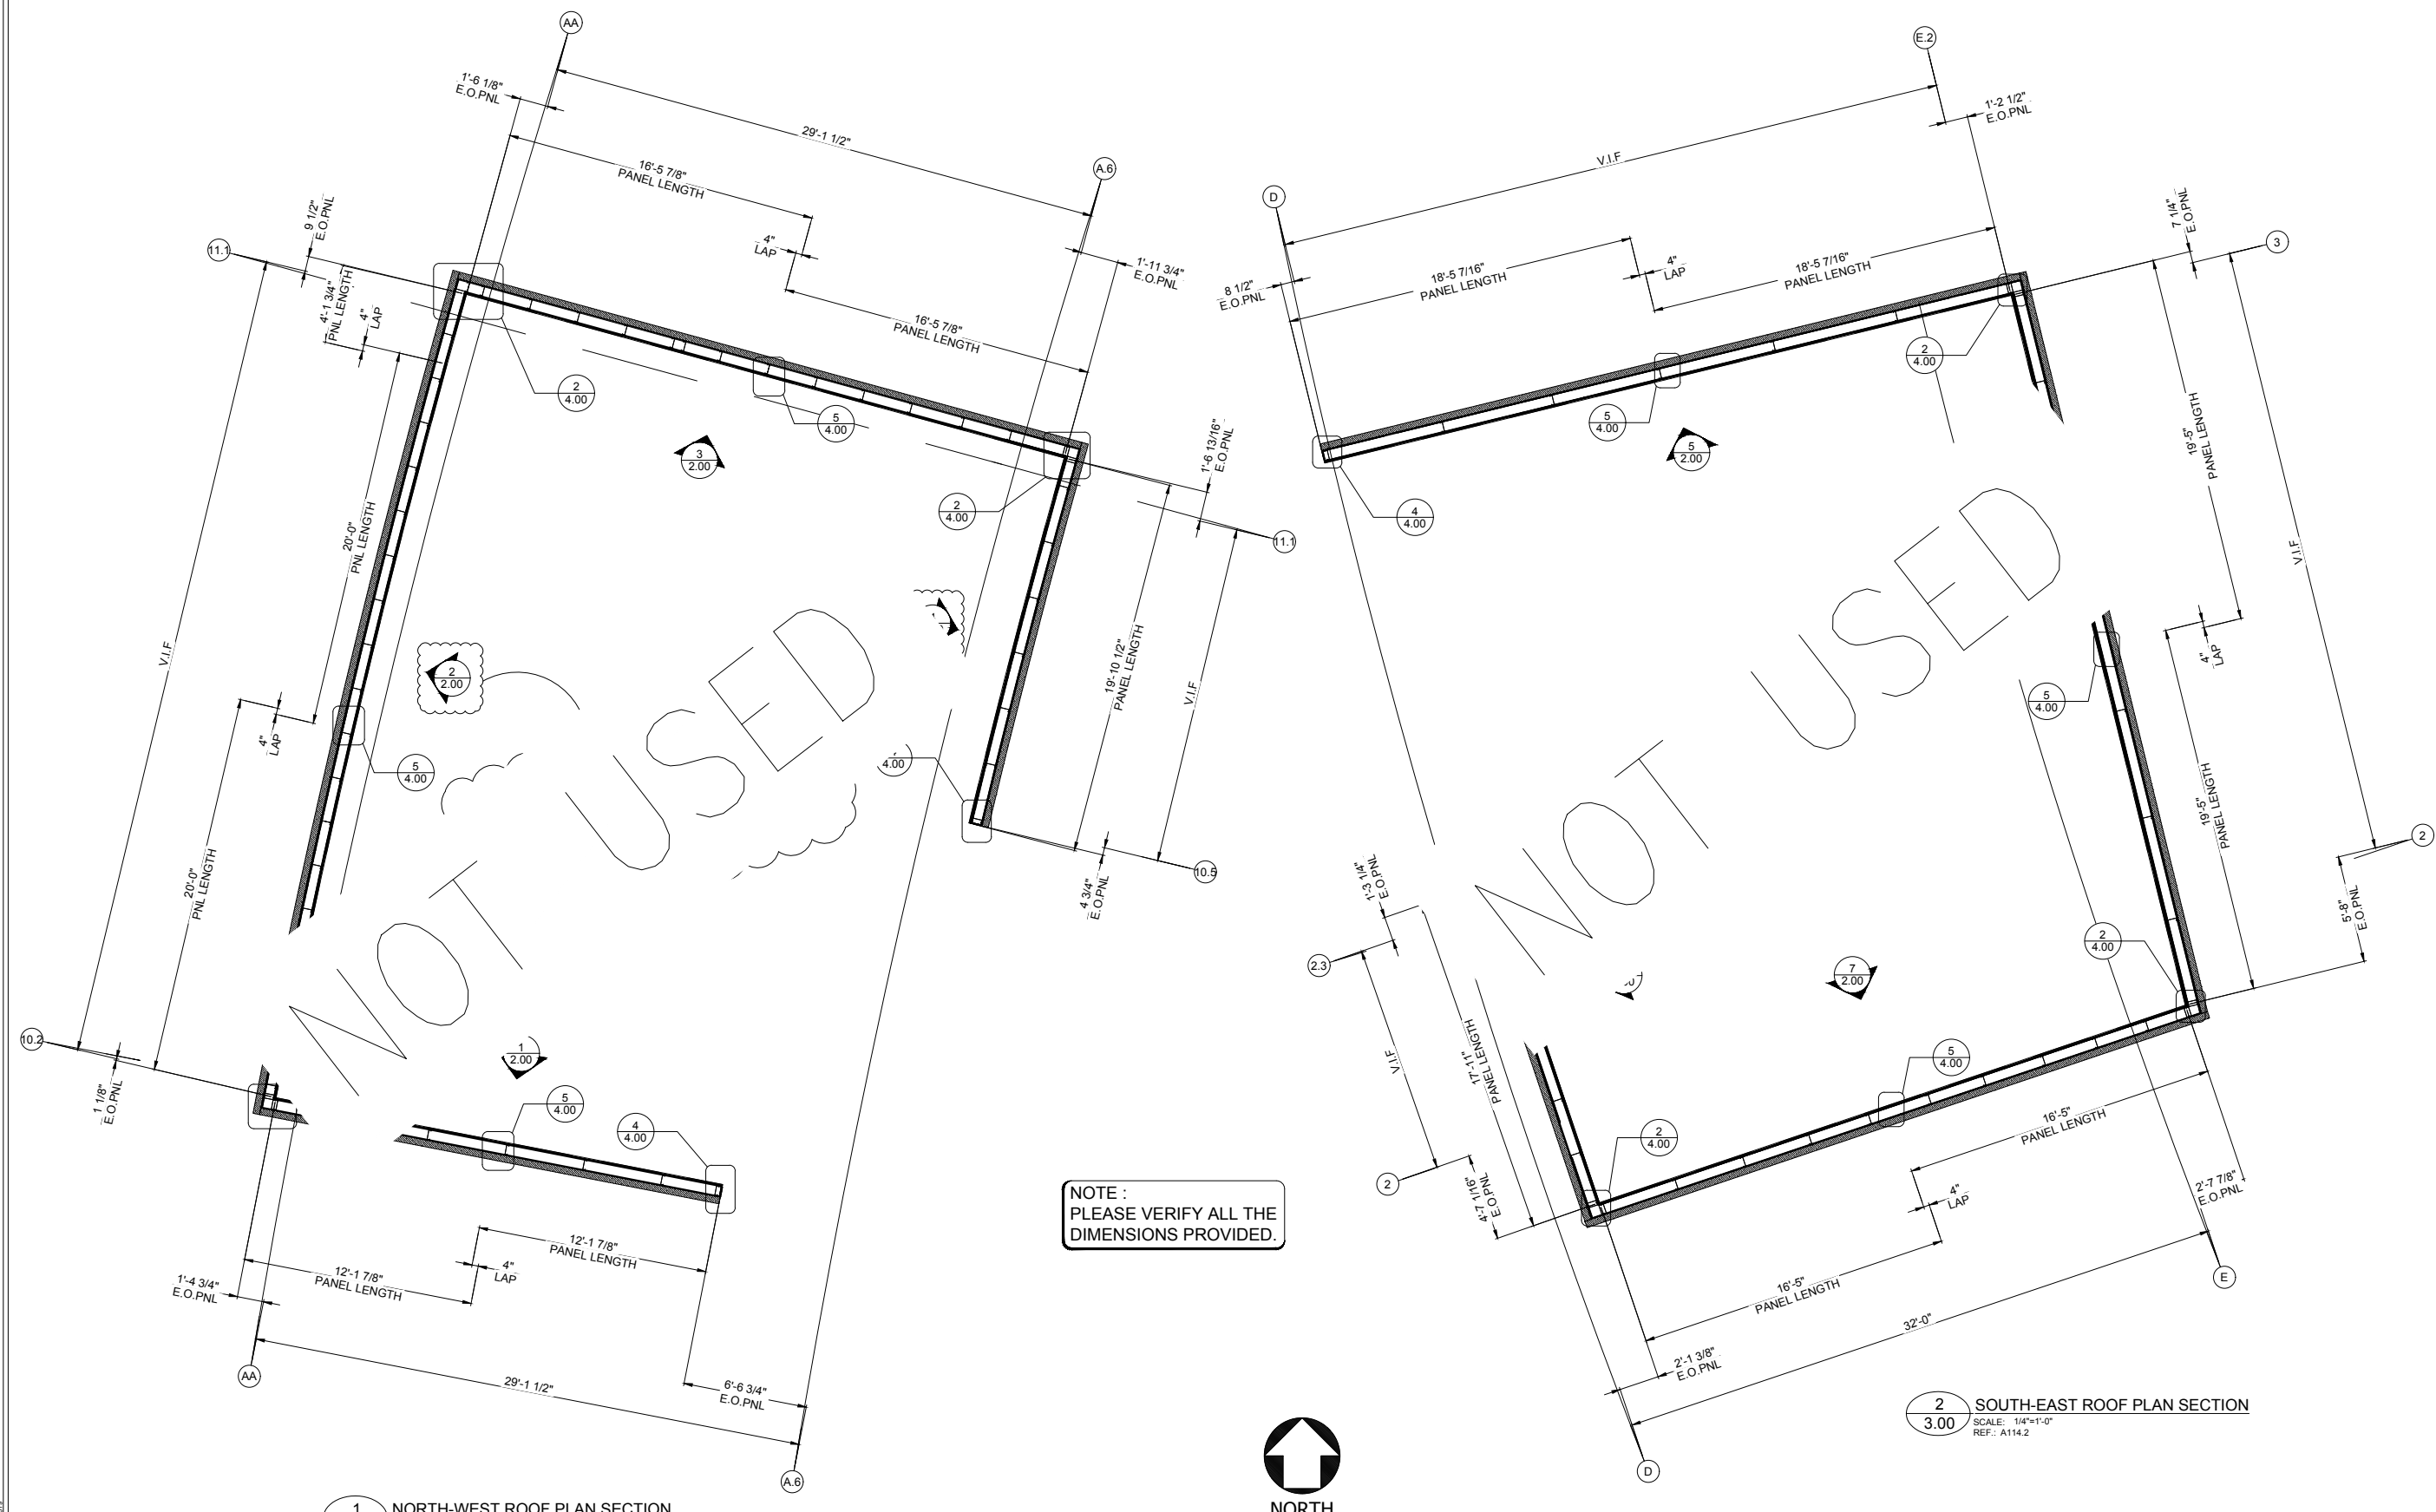 AA
1'-6 1/8"
E.O.PNL
29'-1 1/2"
16'-5 7/8"
PANEL LENGTH
A.6
4"
LAP
1'-11 3/4"
E.O.PNL
16'-5 7/8"
PANEL LENGTH
9 1/2"
E.O.PNL
11.1
4'-1 3/4"
PNL LENGTH
4"
LAP
2
4.00
5
4.00
3
2.00
2
4.00
1'-6 13/16"
E.O.PNL
11.1
20'-0"
PNL LENGTH
V.I.F
2
2.00
19'-10 1/2"
PANEL LENGTH
V.I.F
4"
LAP
5
4.00
4.00
20'-0"
PNL LENGTH
4 3/4"
E.O.PNL
10.5
NOT USED
10.2
1 1/8"
E.O.PNL
1
2.00
5
4.00
4
4.00
12'-1 7/8"
PANEL LENGTH
4"
LAP
12'-1 7/8"
PANEL LENGTH
1'-4 3/4"
E.O.PNL
AA
29'-1 1/2"
6'-6 3/4"
E.O.PNL
A.6
1
NORTH-WEST ROOF PLAN SECTION
NOTE :
PLEASE VERIFY ALL THE
DIMENSIONS PROVIDED.
NORTH
E.2
1'-2 1/2"
E.O.PNL
V.I.F
D
7 1/4"
E.O.PNL
3
18'-5 7/16"
PANEL LENGTH
4"
LAP
18'-5 7/16"
PANEL LENGTH
8 1/2"
E.O.PNL
2
4.00
5
4.00
5
2.00
4
4.00
19'-5"
PANEL LENGTH
V.I.F
4"
LAP
5
4.00
19'-5"
PANEL LENGTH
NOT USED
2
5'-8"
E.O.PNL
1'-3 1/4"
E.O.PNL
2.3
2
4.00
7
2.00
V.I.F
17'-11"
PANEL LENGTH
5
4.00
2
4.00
16'-5"
PANEL LENGTH
2
4'-7 1/16"
E.O.PNL
4"
LAP
2'-7 7/8"
E.O.PNL
16'-5"
PANEL LENGTH
E
32'-0"
2'-1 3/8"
E.O.PNL
D
2
3.00
SOUTH-EAST ROOF PLAN SECTION
SCALE: 1/4"=1'-0"
REF.: A114.2